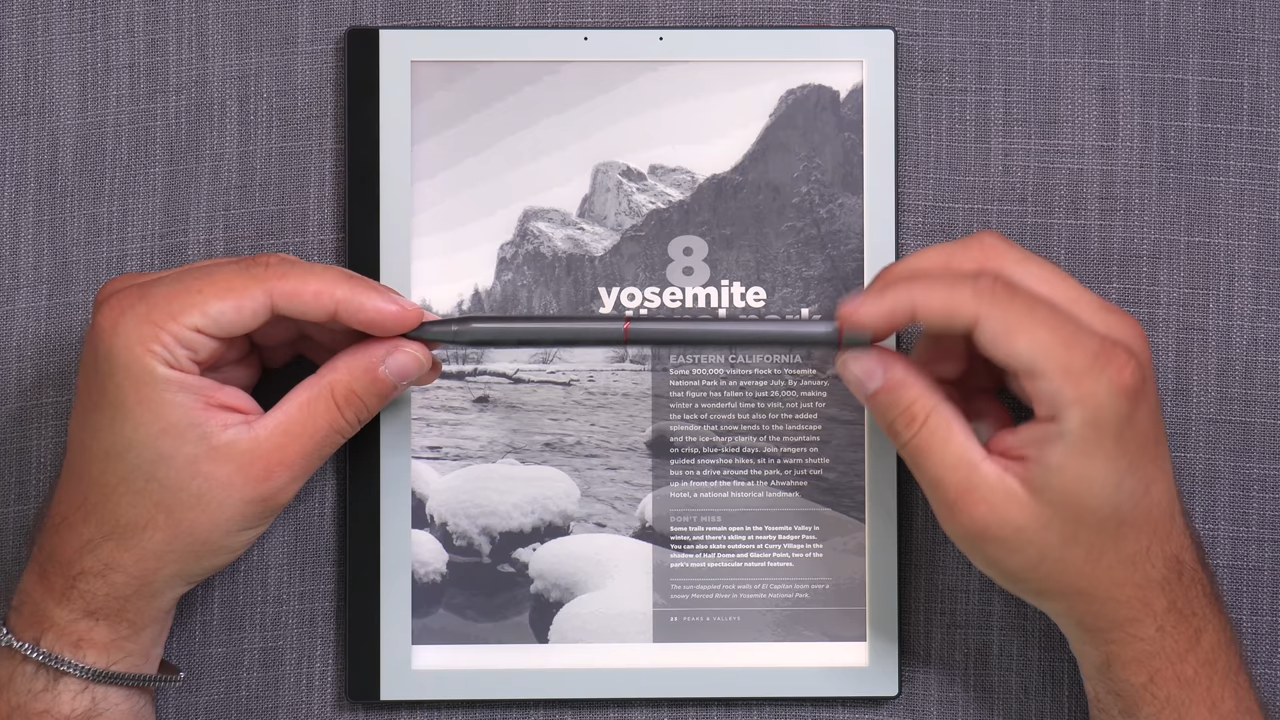 8
yosemite
park
EASTERN CALIFORNIA
Some 900,000 visitors flock to Yosemite
National Park in an average July. By January,
that figure has fallen to just 26,000, making
winter a wonderful time to visit, not just for
the lack of crowds but also for the added
splendor that snow lends to the landscape
and the ice-sharp clarity of the mountains
on crisp, blue-skied days. Join rangers on
guided snowshoe hikes, sit in a warm shuttle
bus on a drive around the park, or just curl
up in front of the fire at the Ahwahnee
Hotel, a national historical landmark.
DON'T MISS
Some trails remain open in the Yosemite Valley in
winter, and there's skiing at nearby Badger Pass.
You can also skate outdoors at Curry Village in the
shadow of Half Dome and Glacier Point, two of the
park's most spectacular natural features.
The sun-dappled rock walls of El Capitan loom over a
snowy Merced River in Yosemite National Park.
23 PEAKS & VALLEYS